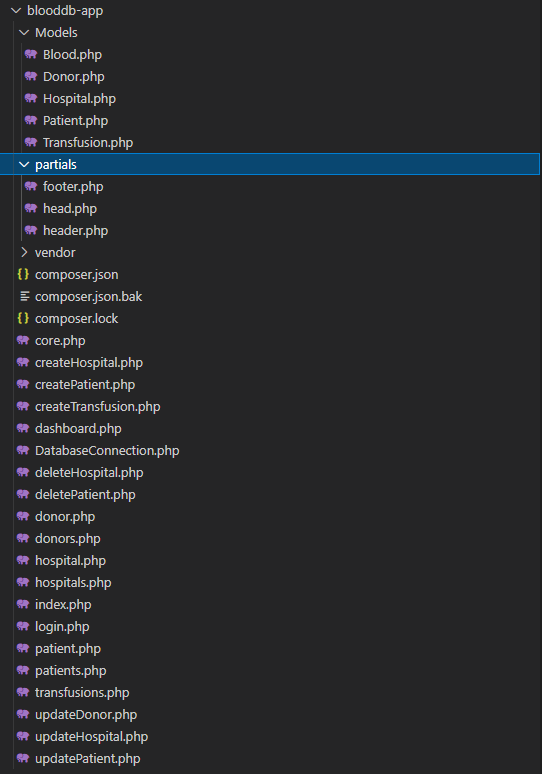 blooddb-app
Models
Blood.php
Donor.php
Hospital.php
Patient.php
Transfusion.php
partials
footer.php
head.php
header.php
vendor
{} composer.json
composer.json.bak
{} composer.lock
core.php
createHospital.php
createPatient.php
createTransfusion.php
dashboard.php
DatabaseConnection.php
deleteHospital.php
deletePatient.php
donor.php
donors.php
hospital.php
hospitals.php
index.php
login.php
patient.php
patients.php
transfusions.php
updateDonor.php
updateHospital.php
updatePatient.php